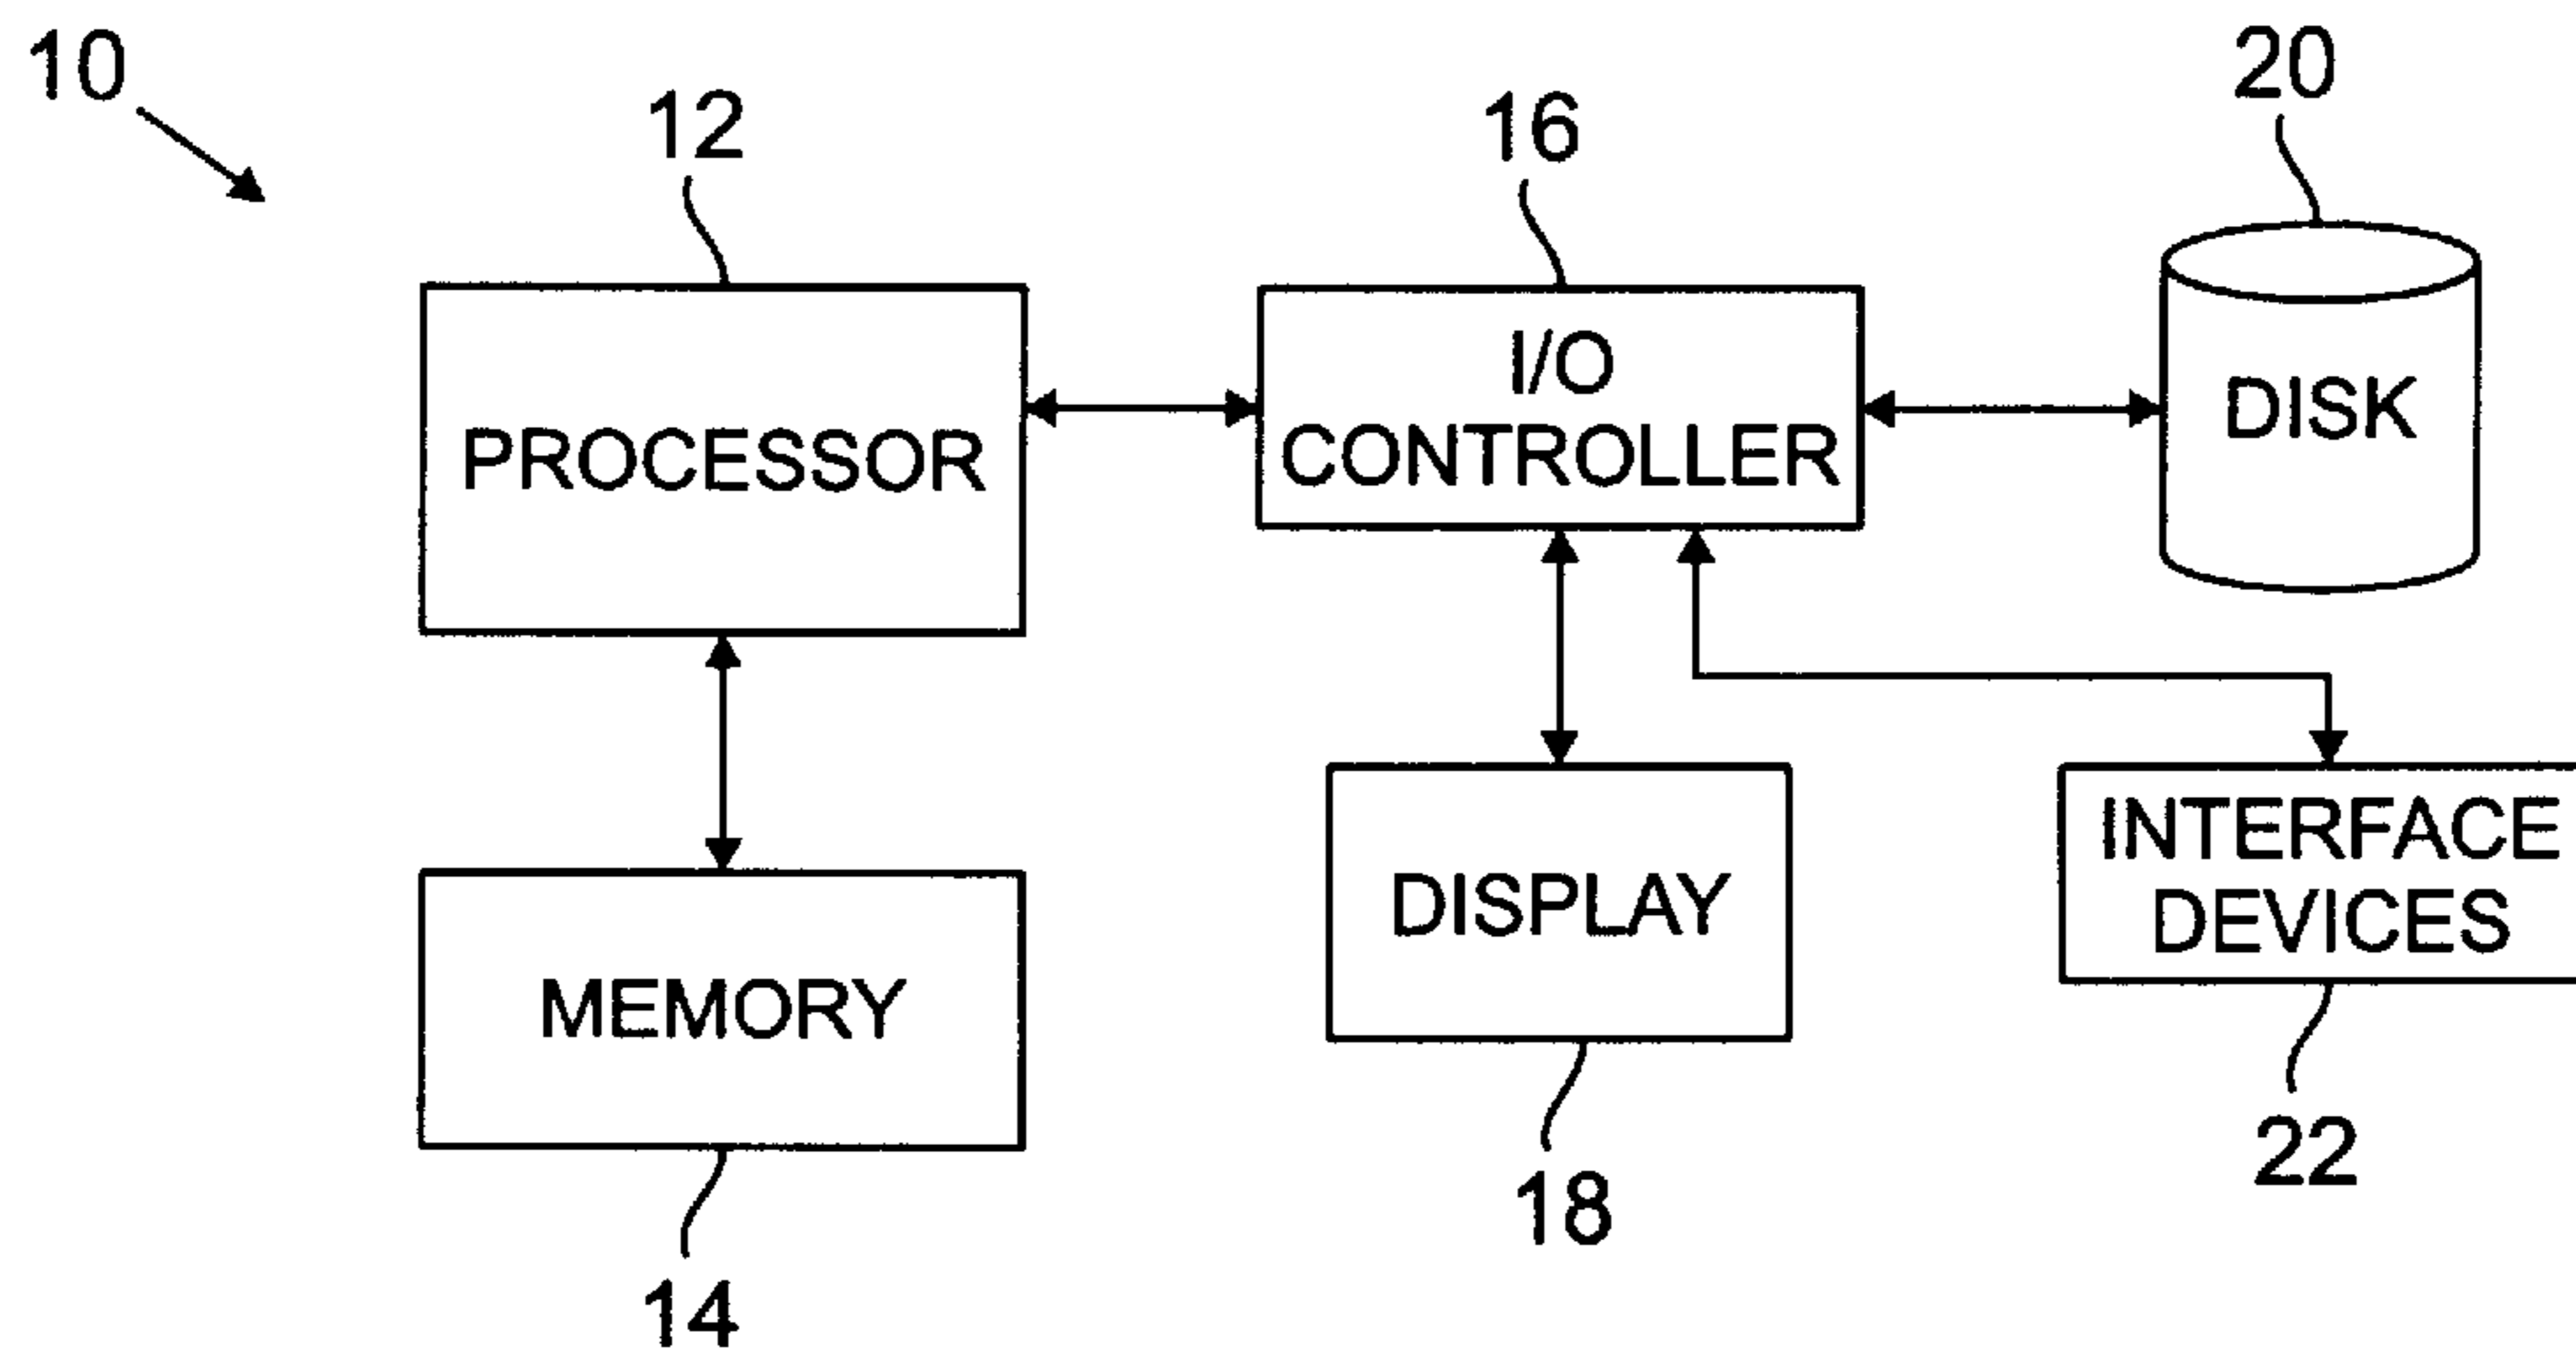 10
12
16
20
PROCESSOR
I/O
CONTROLLER
DISK
MEMORY
DISPLAY
INTERFACE
DEVICES
14
18
22